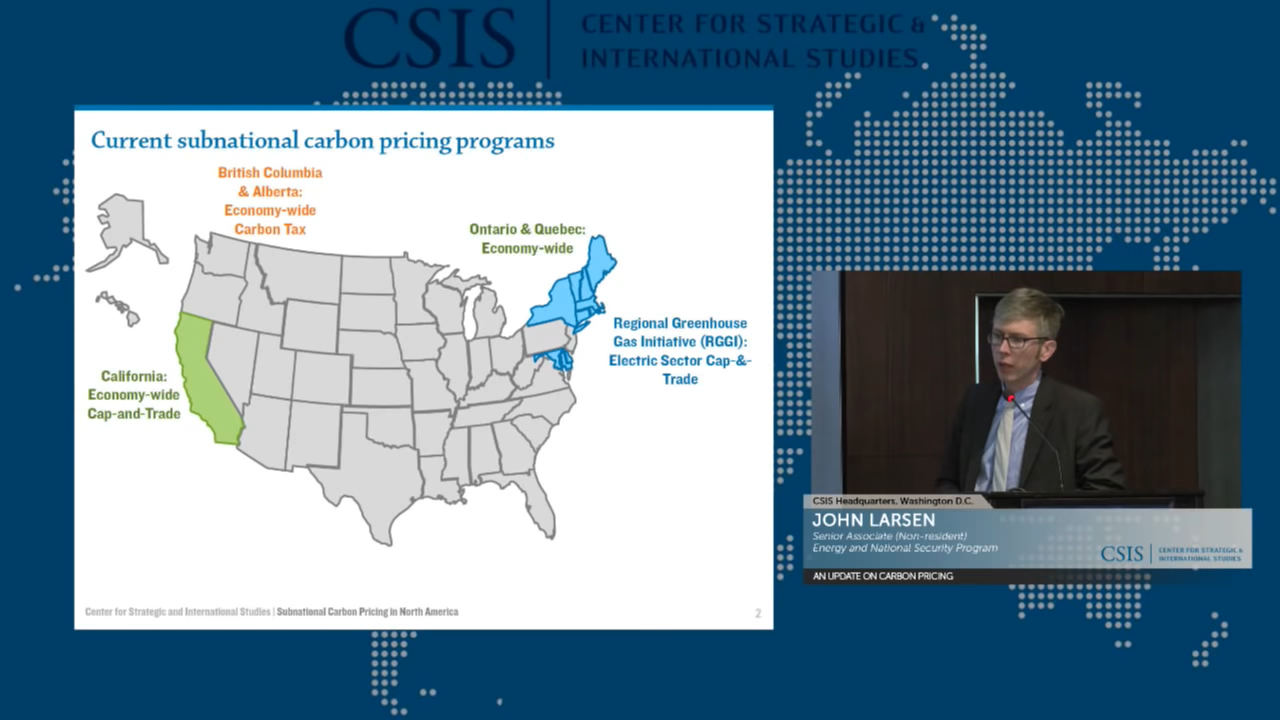 CSIS
CENTER FOR STRATEGIC &
INTERNATIONAL STUDIES
Current subnational carbon pricing programs
British Columbia
& Alberta:
Economy-wide
Carbon Tax
Ontario & Quebec:
Economy-wide
Regional Greenhouse
Gas Initiative (RGGI):
Electric Sector Cap-&-
Trade
California:
Economy-wide
Cap-and-Trade
Center for Strategic and International Studies | Subnational Carbon Pricing in North America
2
CSIS Headquarters, Washington D.C.
JOHN LARSEN
Senior Associate (Non-resident)
Energy and National Security Program
CSIS
CENTER FOR STRATEGIC &
INTERNATIONAL STUDIES
AN UPDATE ON CARBON PRICING